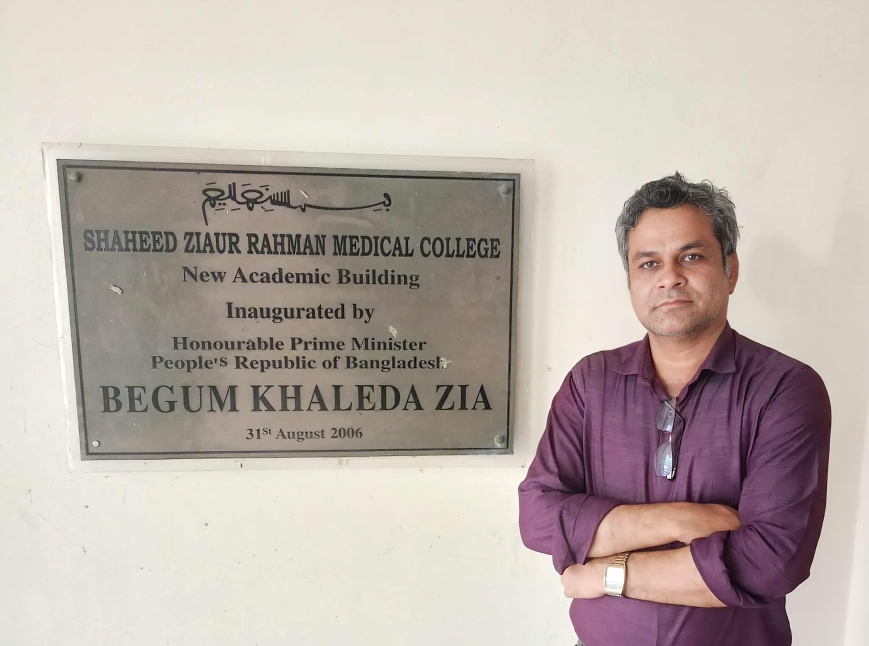 بسم الله الرحمن الرحيم
SHAHEED ZIAUR RAHMAN MEDICAL COLLEGE
New Academic Building
Inaugurated by
Honourable Prime Minister
People's Republic of Bangladesh
BEGUM KHALEDA ZIA
31St August 2006